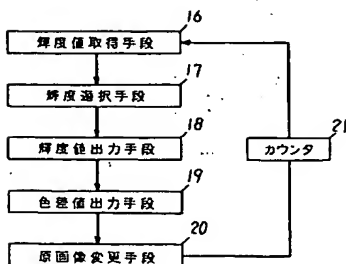 16
輝度値取得手段
17
輝度選択手段
18
輝度値出力手段
21
カウンタ
19
色差値出力手段
20
原画像変更手段